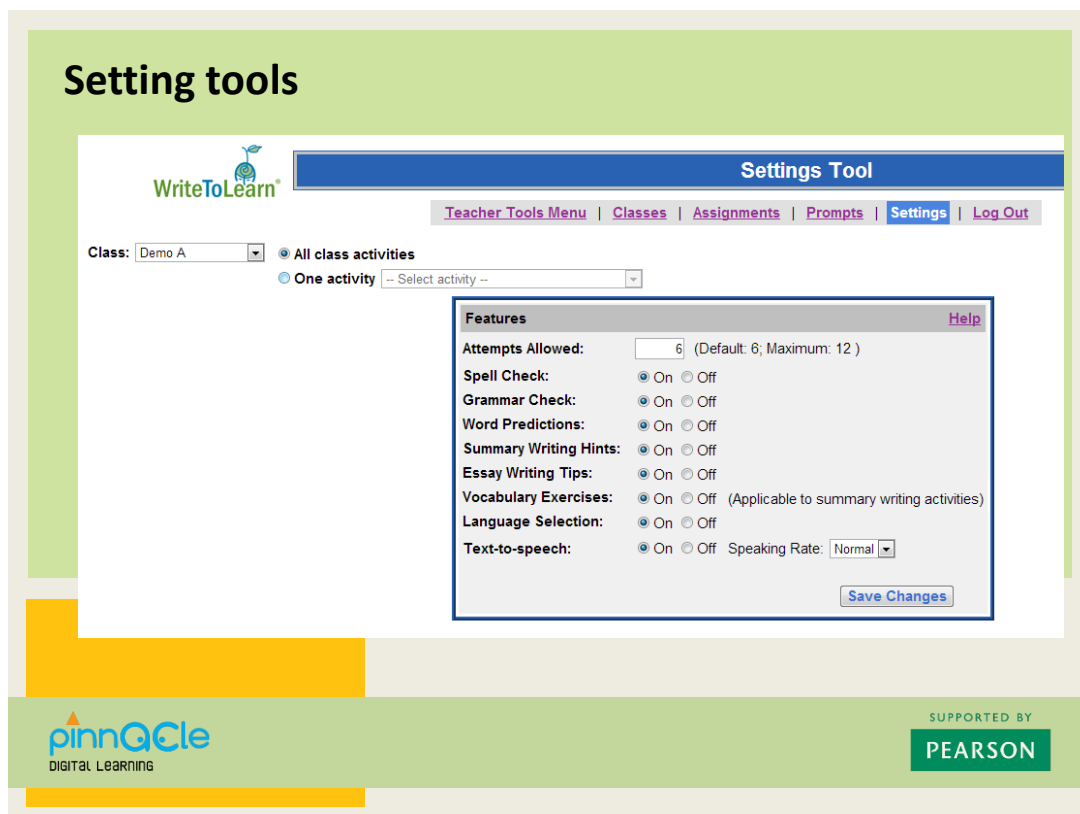 Setting tools
WriteToLearn®
Settings Tool
Teacher Tools Menu | Classes | Assignments | Prompts | Settings | Log Out
Class: Demo A All class activities
One activity -- Select activity --
Features Help
Attempts Allowed: 6 (Default: 6; Maximum: 12 )
Spell Check: On Off
Grammar Check: On Off
Word Predictions: On Off
Summary Writing Hints: On Off
Essay Writing Tips: On Off
Vocabulary Exercises: On Off (Applicable to summary writing activities)
Language Selection: On Off
Text-to-speech: On Off Speaking Rate: Normal
Save Changes
pinnacle
DIGITAL LEARNING
SUPPORTED BY
PEARSON